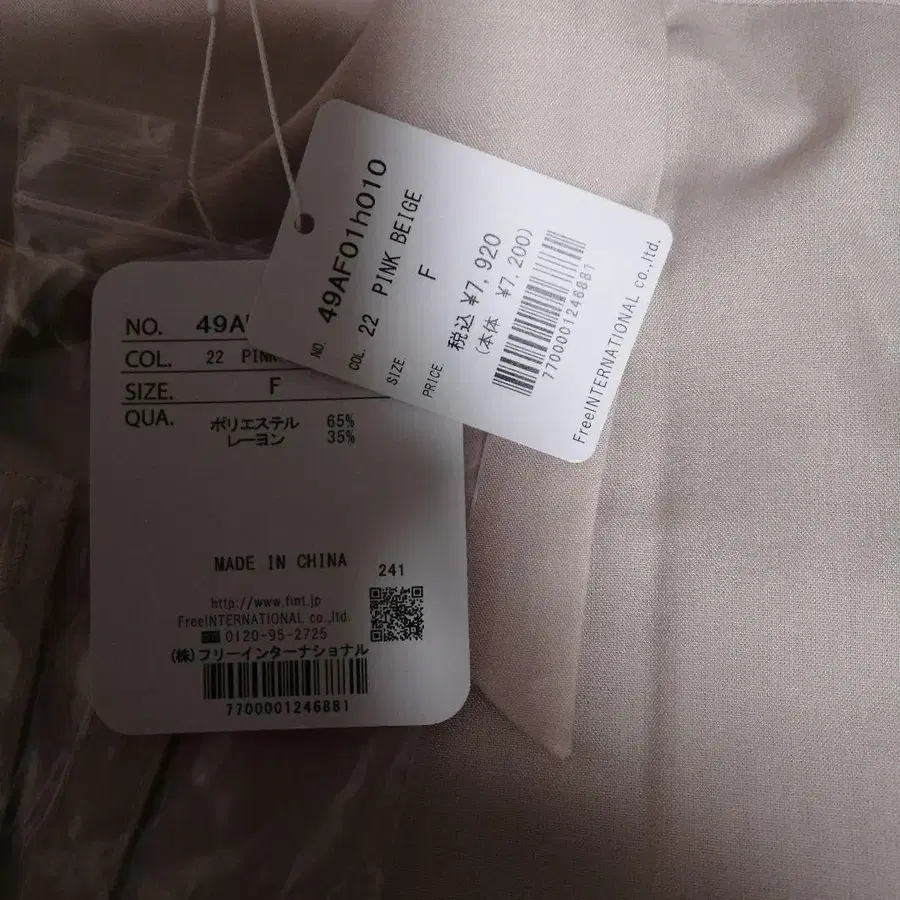 NO. 49AF01h010
COL. 22 PINK BEIGE
SIZE. F
PRICE. 税込 ¥7,920
(本体 ¥7,200)
7700001246881
FreeINTERNATIONAL co.,ltd.
NO. 49A
COL. 22 PINK
SIZE. F
QUA. ポリエステル 65%
レーヨン 35%
MADE IN CHINA
241
http://www.fint.jp
FreeINTERNATIONAL co.,ltd.
0120-95-2725
(株)フリーインターナショナル
7700001246881